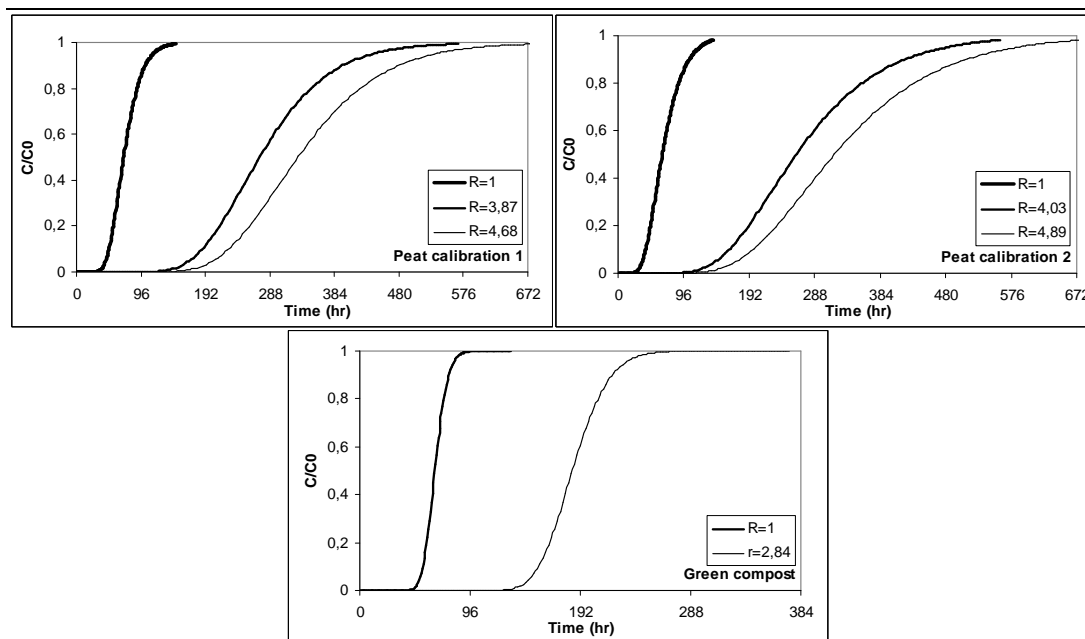 1
0,8
0,6
0,4
0,2
0
C/C0
0 96 192 288 384 480 576 672
Time (hr)
R=1
R=3,87
R=4,68
Peat calibration 1
1
0,8
0,6
0,4
0,2
0
C/C0
0 96 192 288 384 480 576 672
Time (hr)
R=1
R=4,03
R=4,89
Peat calibration 2
1
0,8
0,6
0,4
0,2
0
C/C0
0 96 192 288 384
Time (hr)
R=1
r=2,84
Green compost